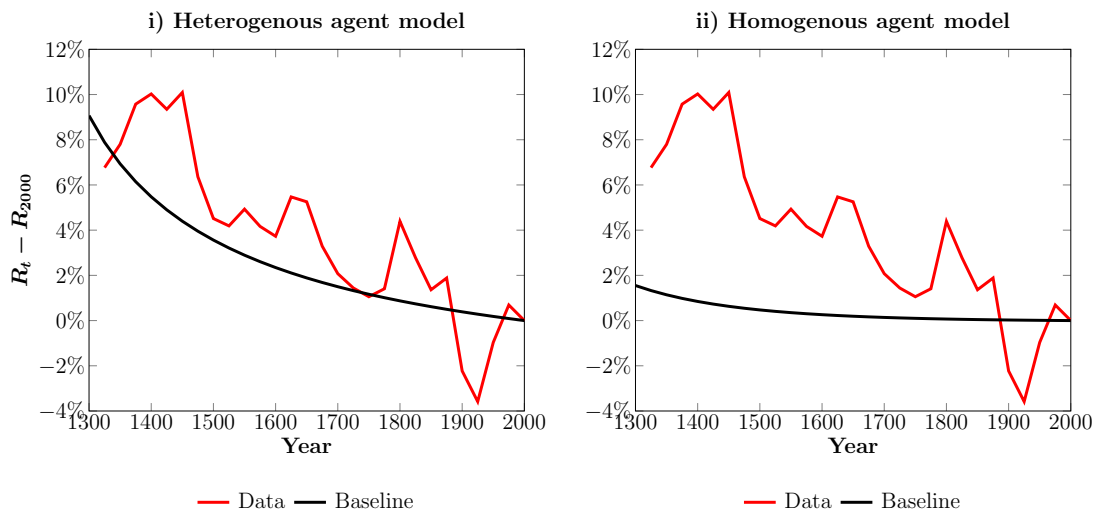 i) Heterogenous agent model
12%
10%
8%
6%
4%
2%
0%
−2%
−4%
1300 1400 1500 1600 1700 1800 1900 2000
R_t − R_2000
Year
Data Baseline
ii) Homogenous agent model
12%
10%
8%
6%
4%
2%
0%
−2%
−4%
1300 1400 1500 1600 1700 1800 1900 2000
Year
Data Baseline